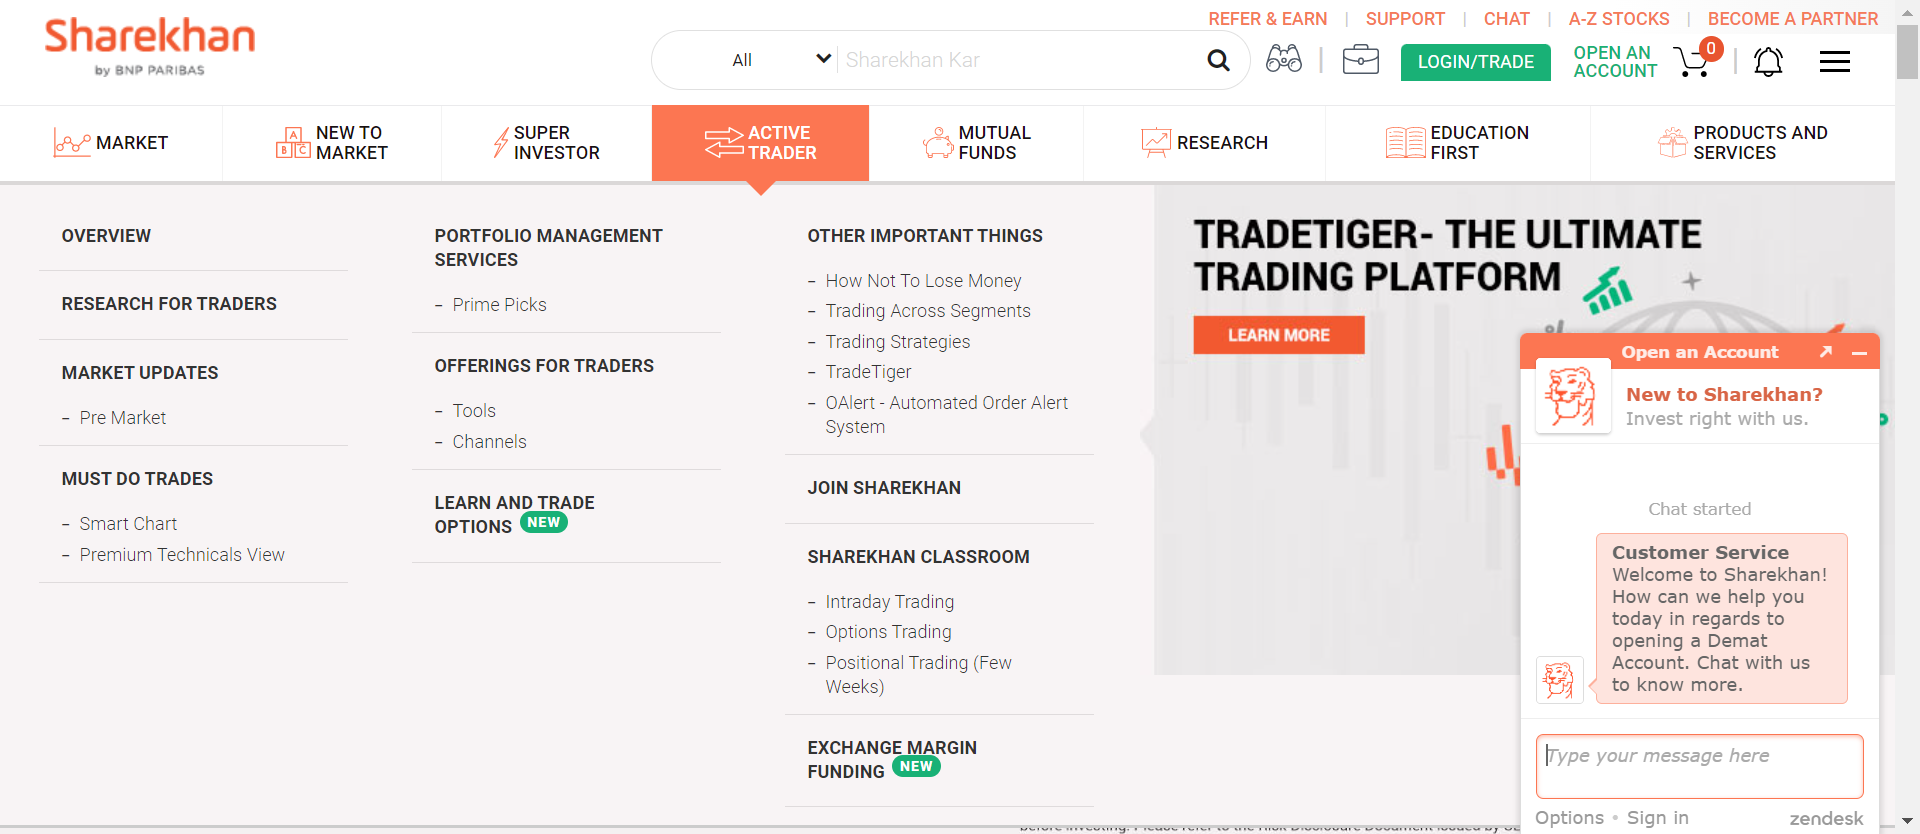 REFER & EARN | SUPPORT | CHAT | A-Z STOCKS | BECOME A PARTNER
Sharekhan
by BNP PARIBAS
All
Sharekhan Kar
LOGIN/TRADE
OPEN AN
ACCOUNT
0
MARKET
NEW TO
MARKET
SUPER
INVESTOR
ACTIVE
TRADER
MUTUAL
FUNDS
RESEARCH
EDUCATION
FIRST
PRODUCTS AND
SERVICES
OVERVIEW
RESEARCH FOR TRADERS
MARKET UPDATES
– Pre Market
MUST DO TRADES
– Smart Chart
– Premium Technicals View
PORTFOLIO MANAGEMENT
SERVICES
– Prime Picks
OFFERINGS FOR TRADERS
– Tools
– Channels
LEARN AND TRADE
OPTIONS NEW
OTHER IMPORTANT THINGS
– How Not To Lose Money
– Trading Across Segments
– Trading Strategies
– TradeTiger
– OAlert - Automated Order Alert
System
JOIN SHAREKHAN
SHAREKHAN CLASSROOM
– Intraday Trading
– Options Trading
– Positional Trading (Few
Weeks)
EXCHANGE MARGIN
FUNDING NEW
TRADETIGER- THE ULTIMATE
TRADING PLATFORM
LEARN MORE
%
Open an Account
New to Sharekhan?
Invest right with us.
Chat started
Customer Service
Welcome to Sharekhan!
How can we help you
today in regards to
opening a Demat
Account. Chat with us
to know more.
Type your message here
Options • Sign in
zendesk